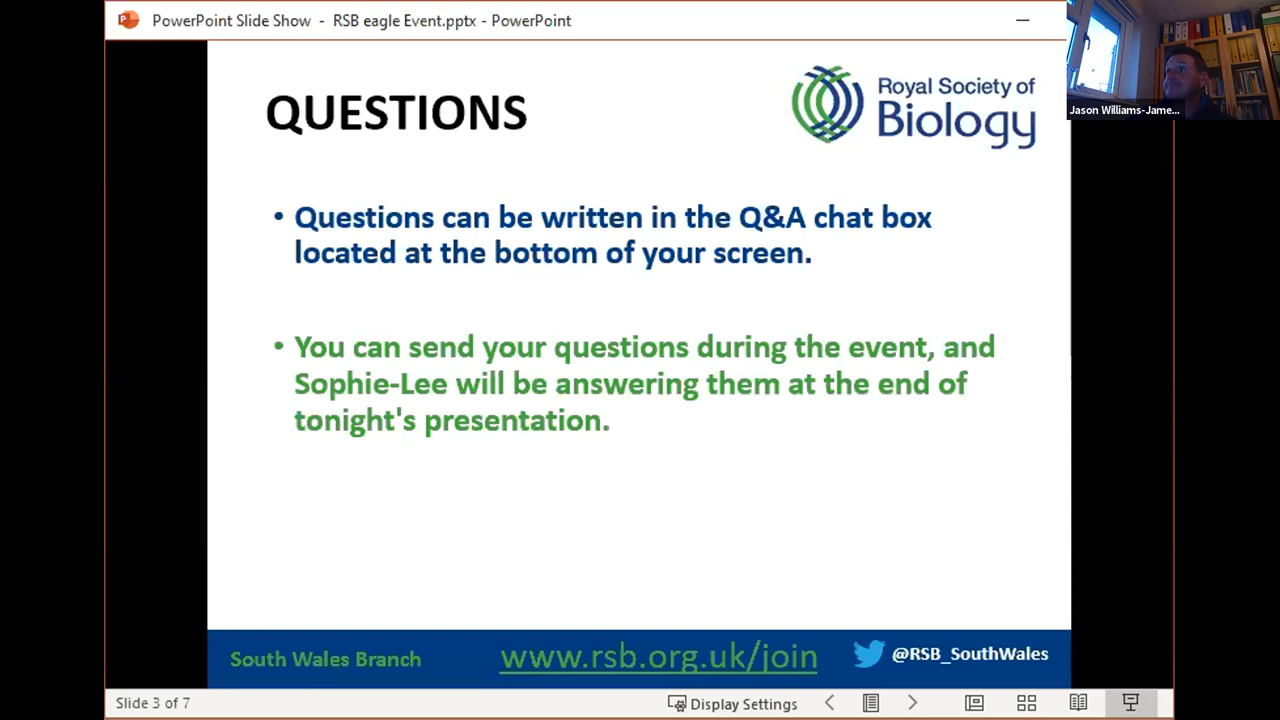 PowerPoint Slide Show - RSB eagle Event.pptx - PowerPoint
Jason Williams-Jame...
QUESTIONS
Royal Society of
Biology
• Questions can be written in the Q&A chat box
located at the bottom of your screen.
• You can send your questions during the event, and
Sophie-Lee will be answering them at the end of
tonight's presentation.
South Wales Branch
www.rsb.org.uk/join
@RSB_SouthWales
Slide 3 of 7
Display Settings